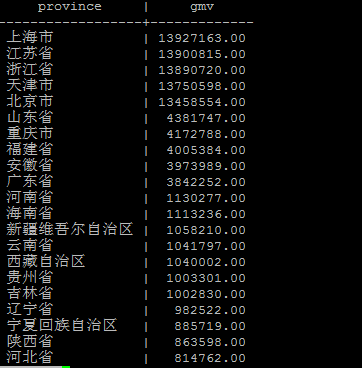 province | gmv
----------------+-------------
上海市 | 13927163.00
江苏省 | 13900815.00
浙江省 | 13890720.00
天津市 | 13750598.00
北京市 | 13458554.00
山东省 | 4381747.00
重庆市 | 4172788.00
福建省 | 4005384.00
安徽省 | 3973989.00
广东省 | 3842252.00
河南省 | 1130277.00
海南省 | 1113236.00
新疆维吾尔自治区 | 1058210.00
云南省 | 1041797.00
西藏自治区 | 1040002.00
贵州省 | 1003301.00
吉林省 | 1002830.00
辽宁省 | 982522.00
宁夏回族自治区 | 885719.00
陕西省 | 863598.00
河北省 | 814762.00